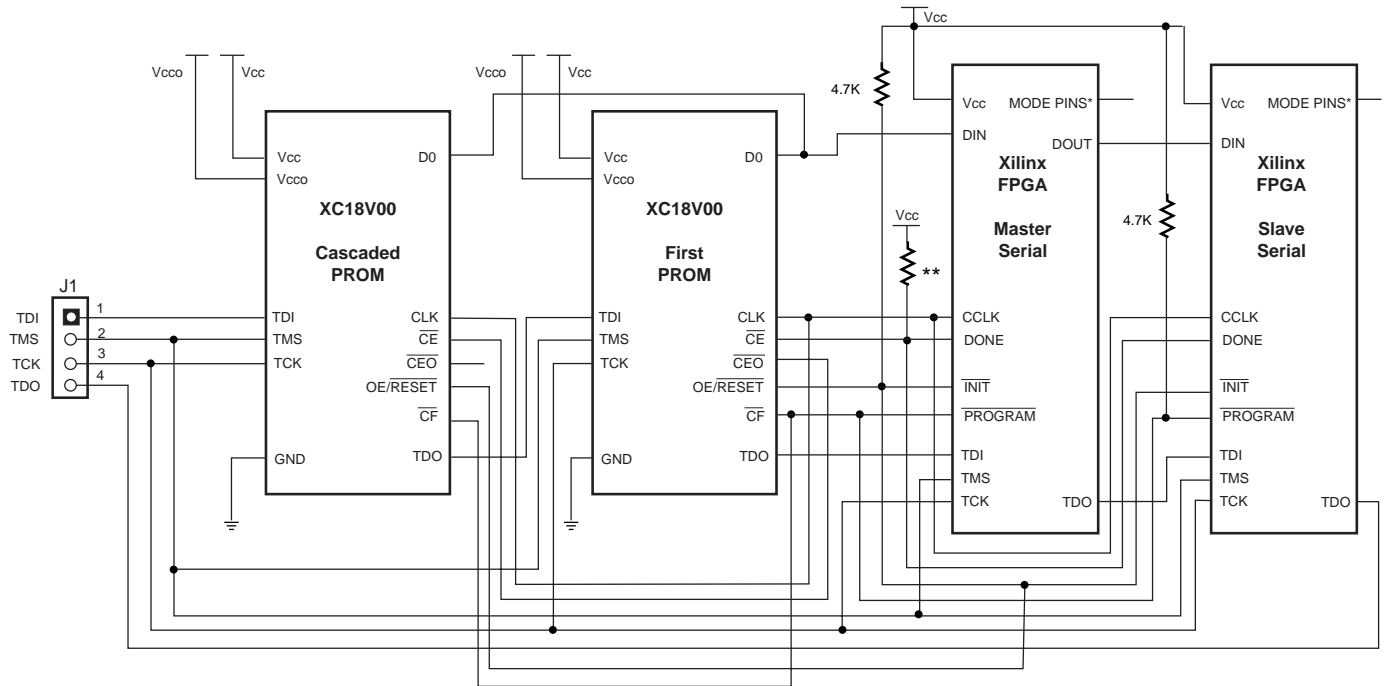 Vcc
Vcco
Vcc
Vcco
Vcc
4.7K
Vcc
MODE PINS*
DIN
DOUT
Xilinx
FPGA
Master
Serial
CCLK
DONE
INIT
PROGRAM
TDI
TMS
TCK
TDO
Vcc
MODE PINS*
DIN
Xilinx
FPGA
Slave
Serial
CCLK
DONE
INIT
PROGRAM
TDI
TMS
TCK
TDO
4.7K
Vcc
**
Vcc
Vcco
D0
XC18V00
Cascaded
PROM
TDI
TMS
TCK
CLK
CE
CEO
OE/RESET
CF
GND
TDO
Vcc
Vcco
D0
XC18V00
First
PROM
TDI
TMS
TCK
CLK
CE
CEO
OE/RESET
CF
GND
TDO
J1
TDI 1
TMS 2
TCK 3
TDO 4